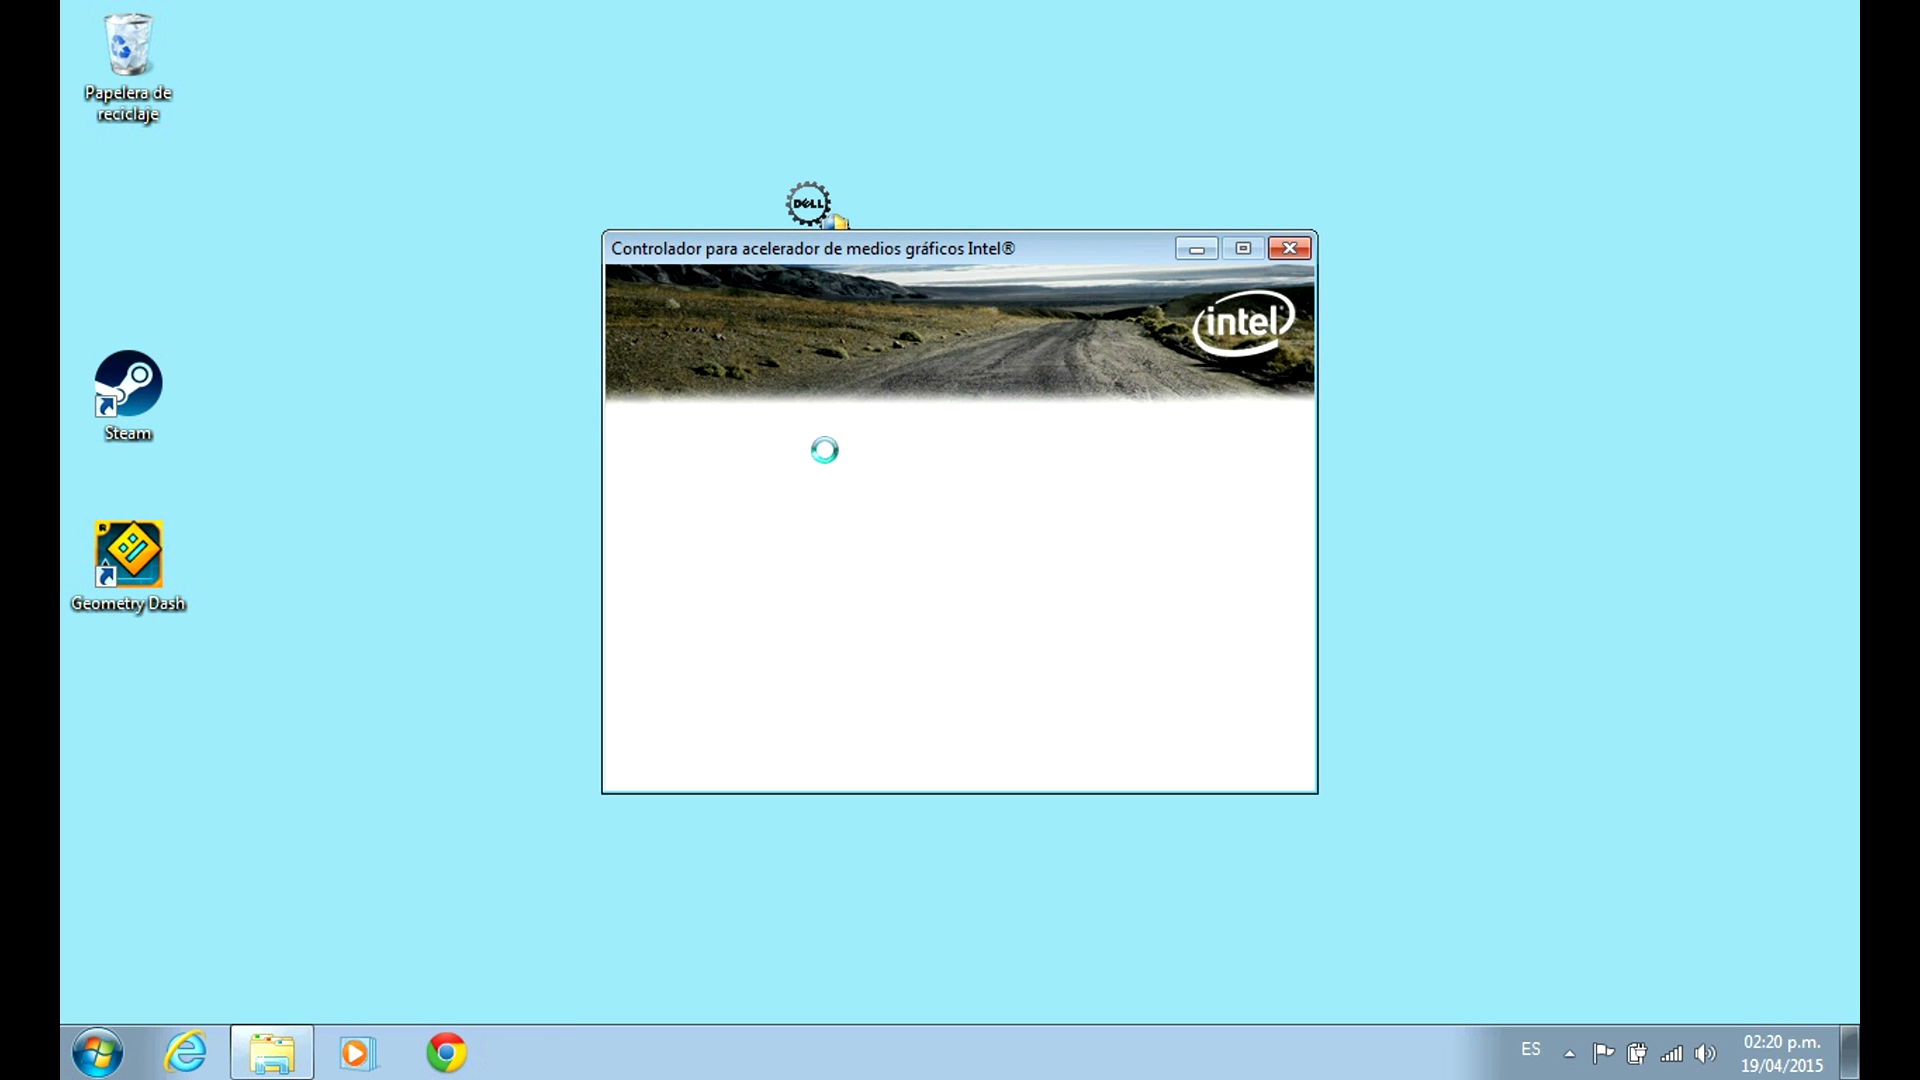 Papelera de
reciclaje
DELL
Controlador para acelerador de medios gráficos Intel®
intel
Steam
R
Geometry Dash
ES
02:20 p.m.
19/04/2015